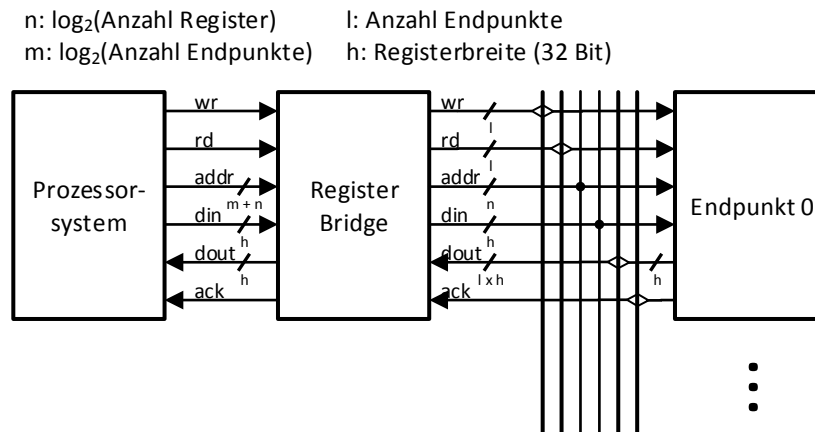 n: log₂(Anzahl Register) l: Anzahl Endpunkte
m: log₂(Anzahl Endpunkte) h: Registerbreite (32 Bit)
Prozessor-
system
wr
rd
addr
m + n
din
h
dout
h
ack
Register
Bridge
wr
l
rd
l
addr
n
din
h
dout
l x h
h
ack
Endpunkt 0